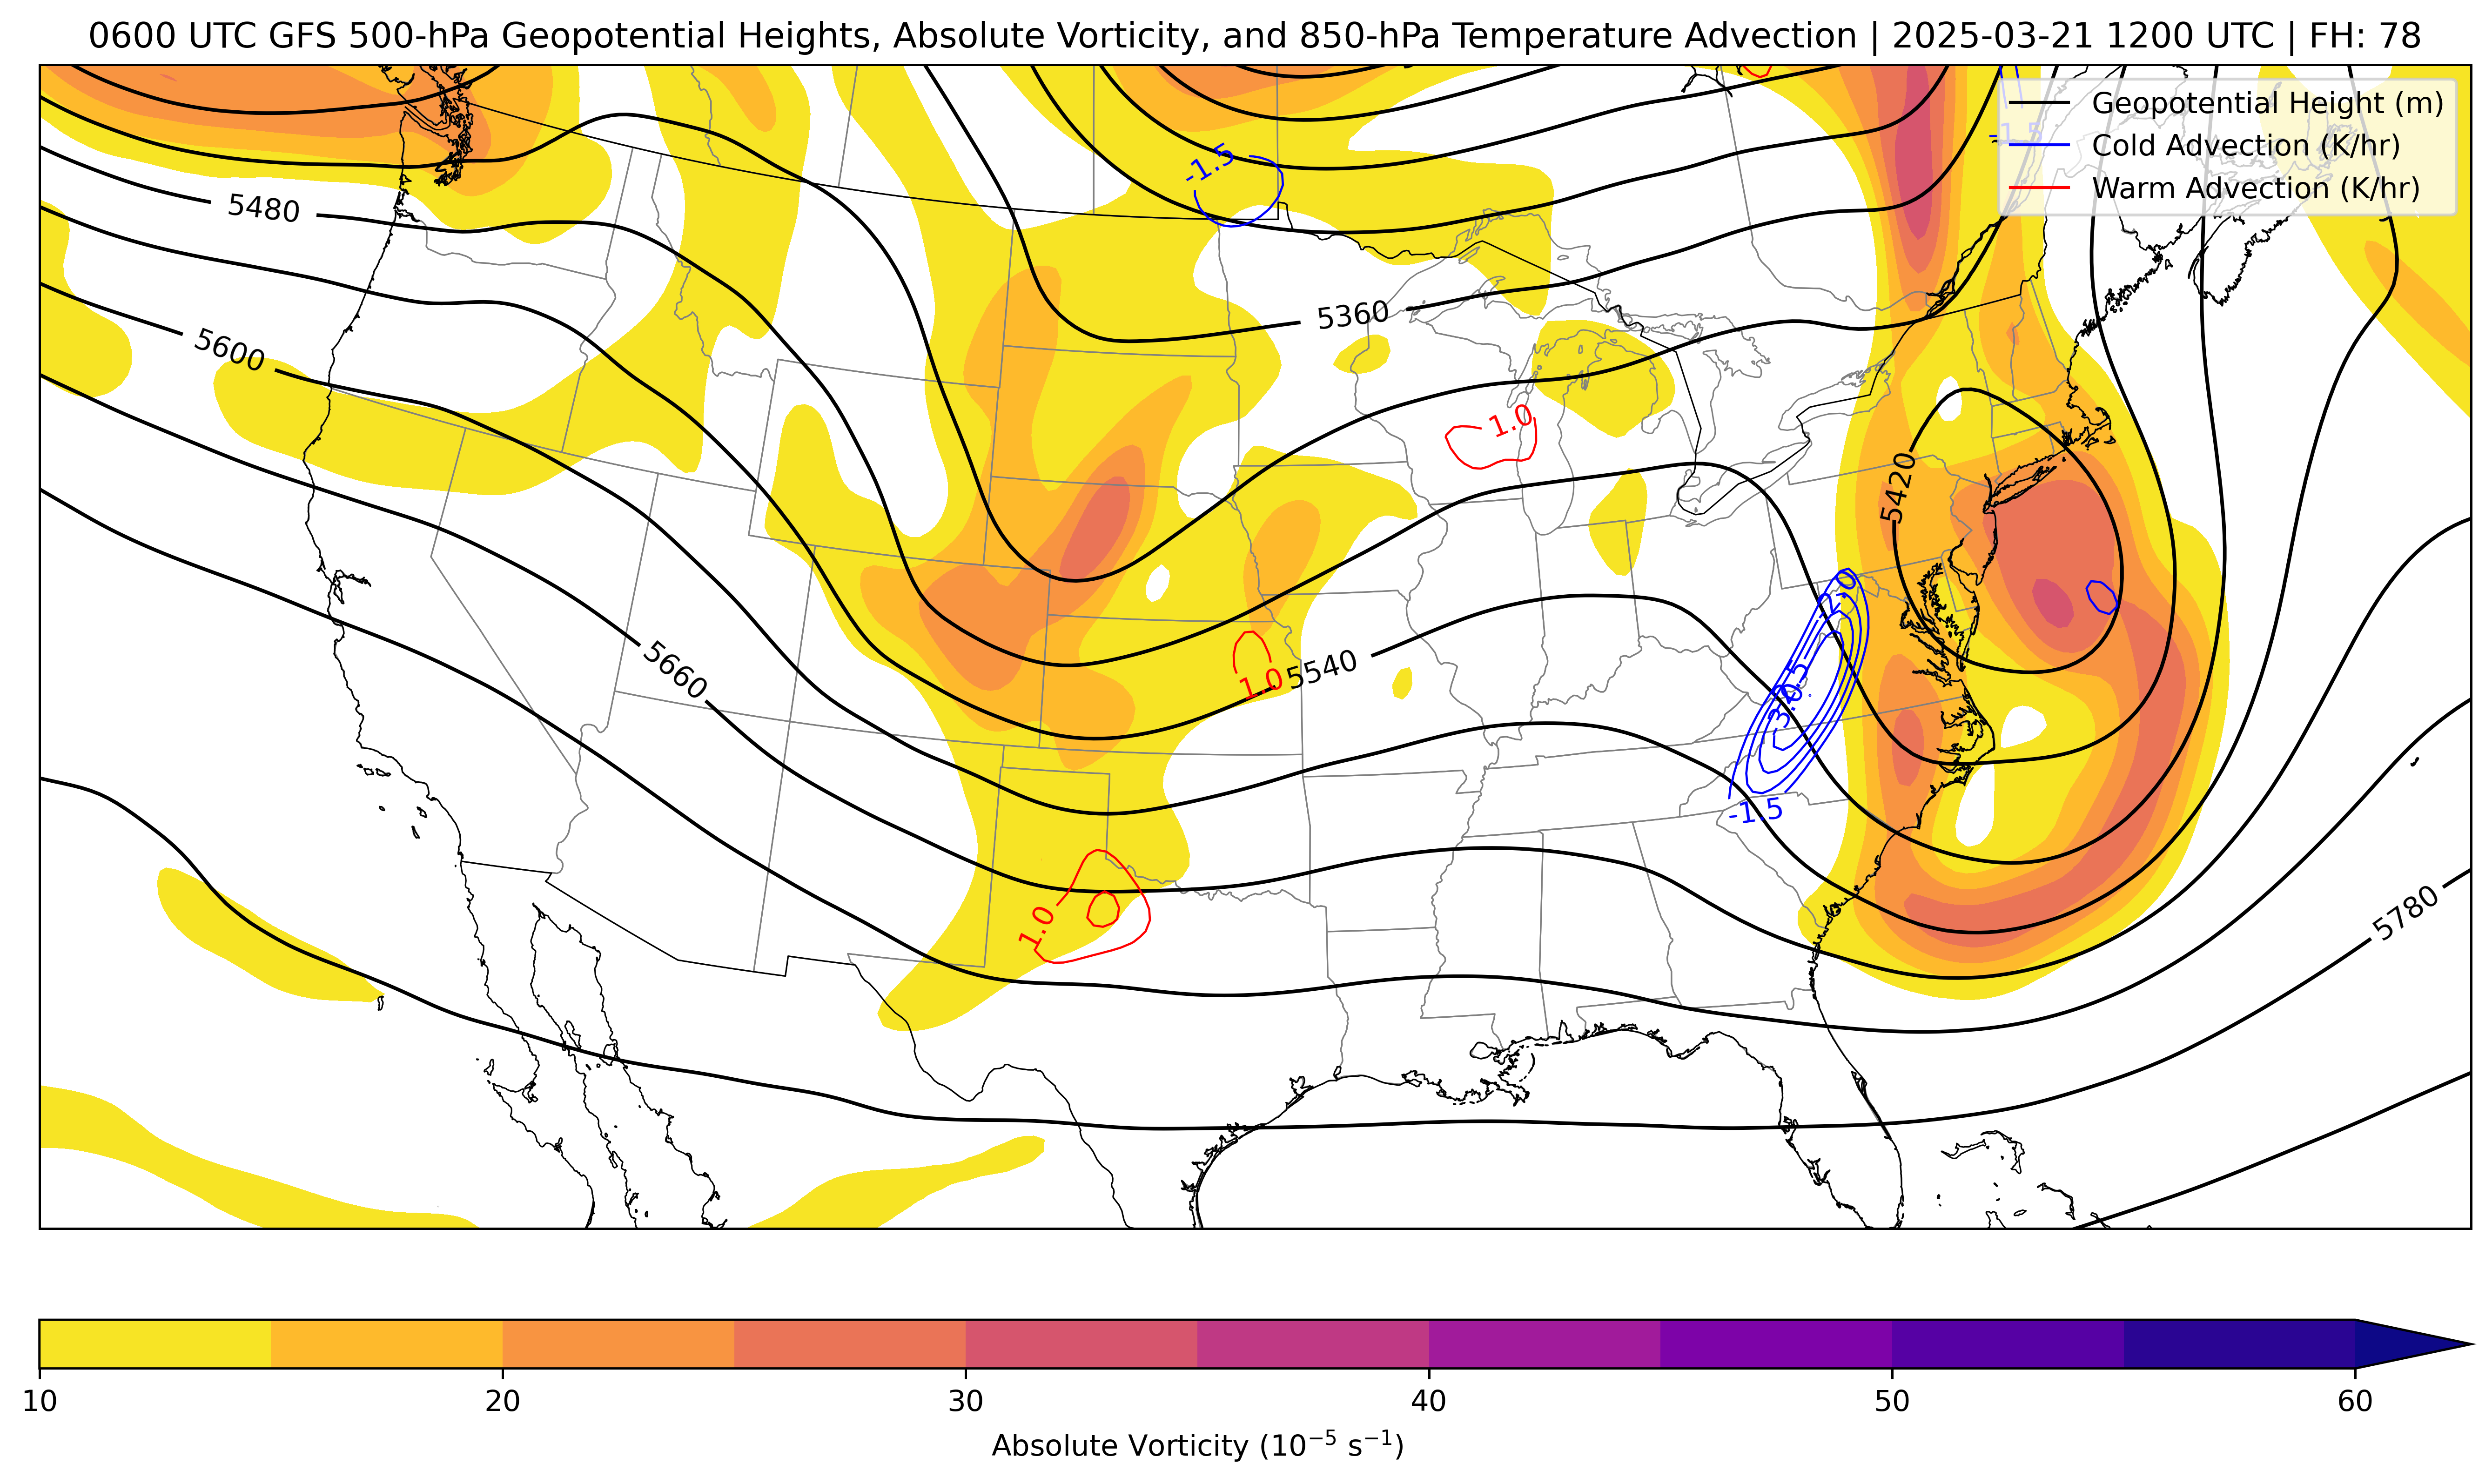 0600 UTC GFS 500-hPa Geopotential Heights, Absolute Vorticity, and 850-hPa Temperature Advection | 2025-03-21 1200 UTC | FH: 78
Geopotential Height (m)
Cold Advection (K/hr)
Warm Advection (K/hr)
-1.5
-1.5
5480
5360
5600
1.0
5420
-2.0
5540
1.0
5660
-3.0
-1.5
1.0
5780
10 20 30 40 50 60
Absolute Vorticity (10⁻⁵ s⁻¹)